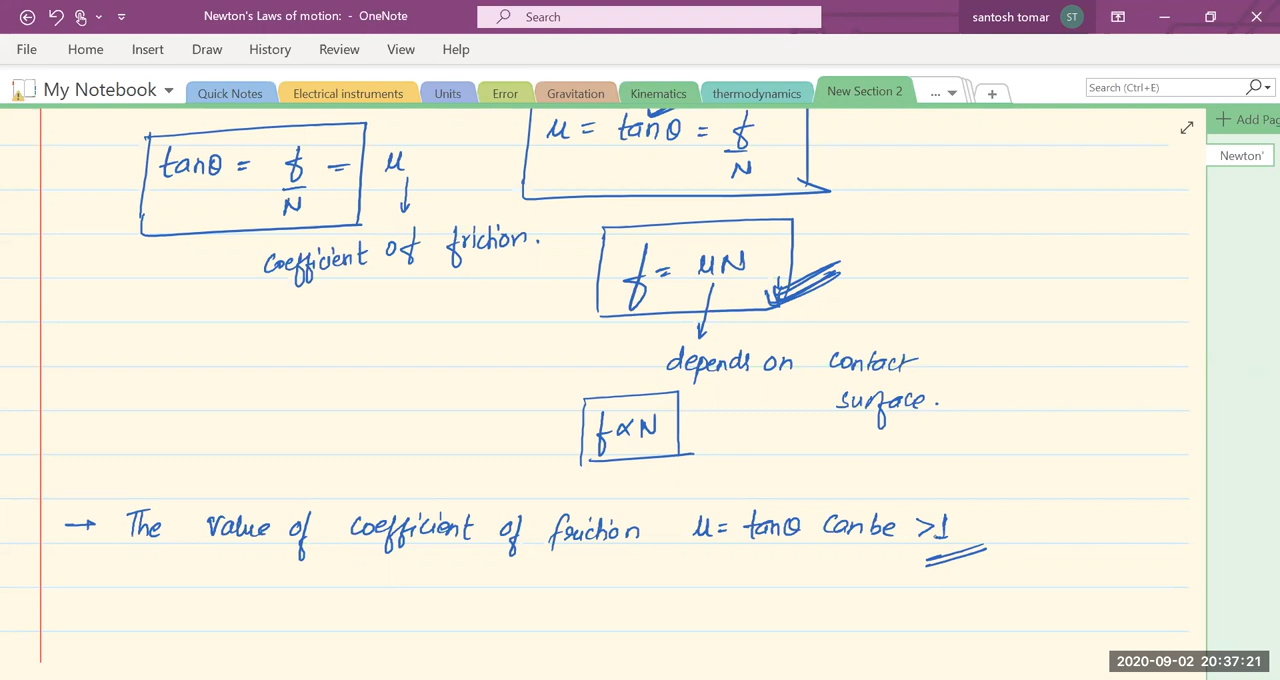 Newton's Laws of motion: - OneNote
Search
santosh tomar
ST
File Home Insert Draw History Review View Help
My Notebook
Quick Notes
Electrical instruments
Units
Error
Gravitation
Kinematics
thermodynamics
New Section 2
...
Search (Ctrl+E)
Add Pag
Newton'
tanθ = f/N = μ
coefficient of friction.
μ = tanθ = f/N
f = μN
depends on contact
surface.
f ∝ N
→ The value of coefficient of friction μ = tanθ can be >1
2020-09-02 20:37:21